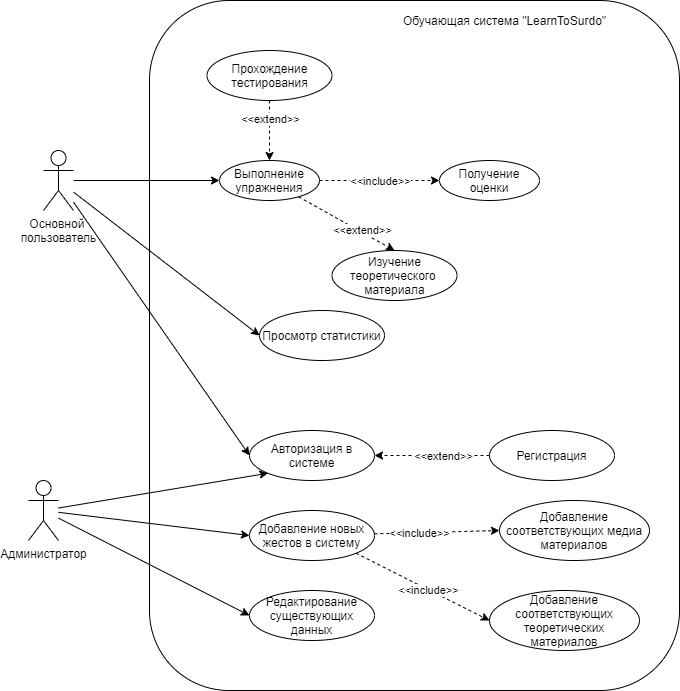 Обучающая система "LearnToSurdo"
Прохождение
тестирования
<<extend>>
Выполнение
упражнения
<<include>>
Получение
оценки
Основной
пользователь
<<extend>>
Изучение
теоретического
материала
Просмотр статистики
Авторизация в
системе
<<extend>>
Регистрация
Администратор
Добавление новых
жестов в систему
<<include>>
Добавление
соответствующих медиа
материалов
<<include>>
Редактирование
существующих
данных
Добавление
соответствующих
теоретических
материалов